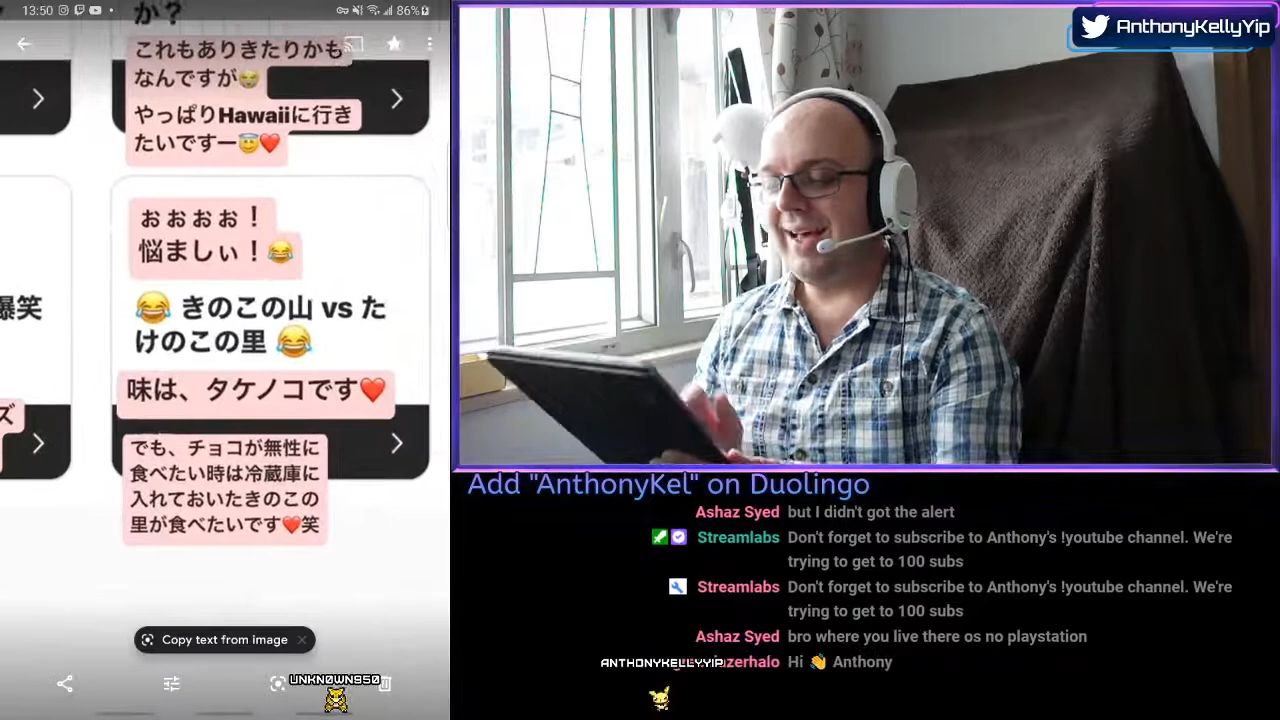 13:50
86%
か？
これもありきたりかも
なんですが😭
やっぱりHawaiiに行き
たいですー😇❤️
ぉぉぉぉ！
悩ましぃ！😂
爆笑
😂 きのこの山 vs た
けのこの里 😂
味は、タケノコです❤️
ズ
でも、チョコが無性に
食べたい時は冷蔵庫に
入れておいたきのこの
里が食べたいです❤️笑
Copy text from image
UNKN0WN950
AnthonyKellyYip
Add "AnthonyKel" on Duolingo
Ashaz Syed but I didn't got the alert
Streamlabs Don't forget to subscribe to Anthony's !youtube channel. We're
trying to get to 100 subs
Streamlabs Don't forget to subscribe to Anthony's !youtube channel. We're
trying to get to 100 subs
Ashaz Syed bro where you live there os no playstation
ANTHONYKELLYYIP
Hi 👋 Anthony